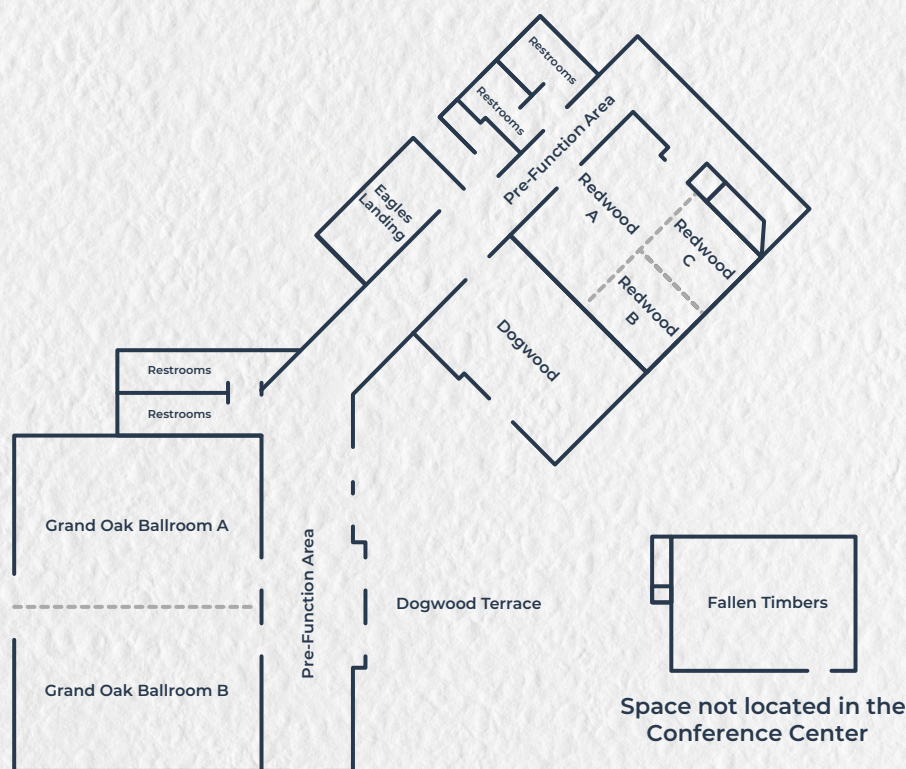 Restrooms
Restrooms
Pre-Function Area
Eagles
Landing
Redwood
A
Redwood
C
Redwood
B
Dogwood
Restrooms
Restrooms
Grand Oak Ballroom A
Pre-Function Area
Dogwood Terrace
Fallen Timbers
Grand Oak Ballroom B
Space not located in the
Conference Center